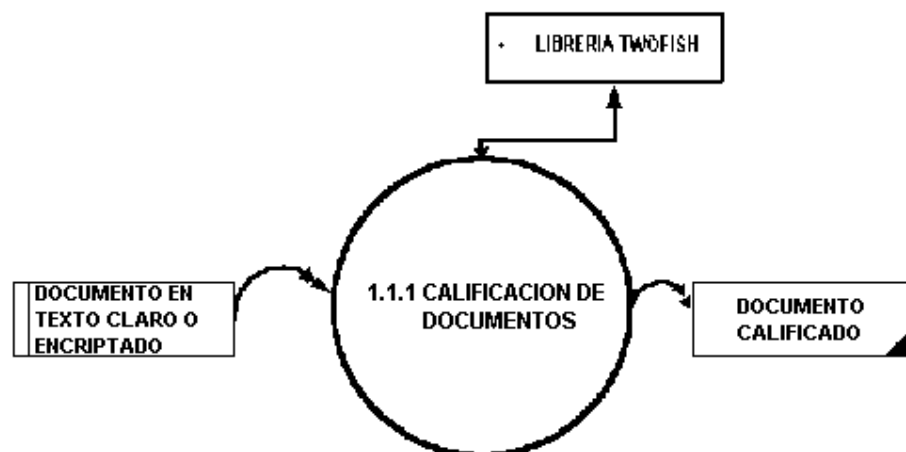 · LIBRERIA TWOFISH
DOCUMENTO EN
TEXTO CLARO O
ENCRIPTADO
1.1.1 CALIFICACION DE
DOCUMENTOS
DOCUMENTO
CALIFICADO